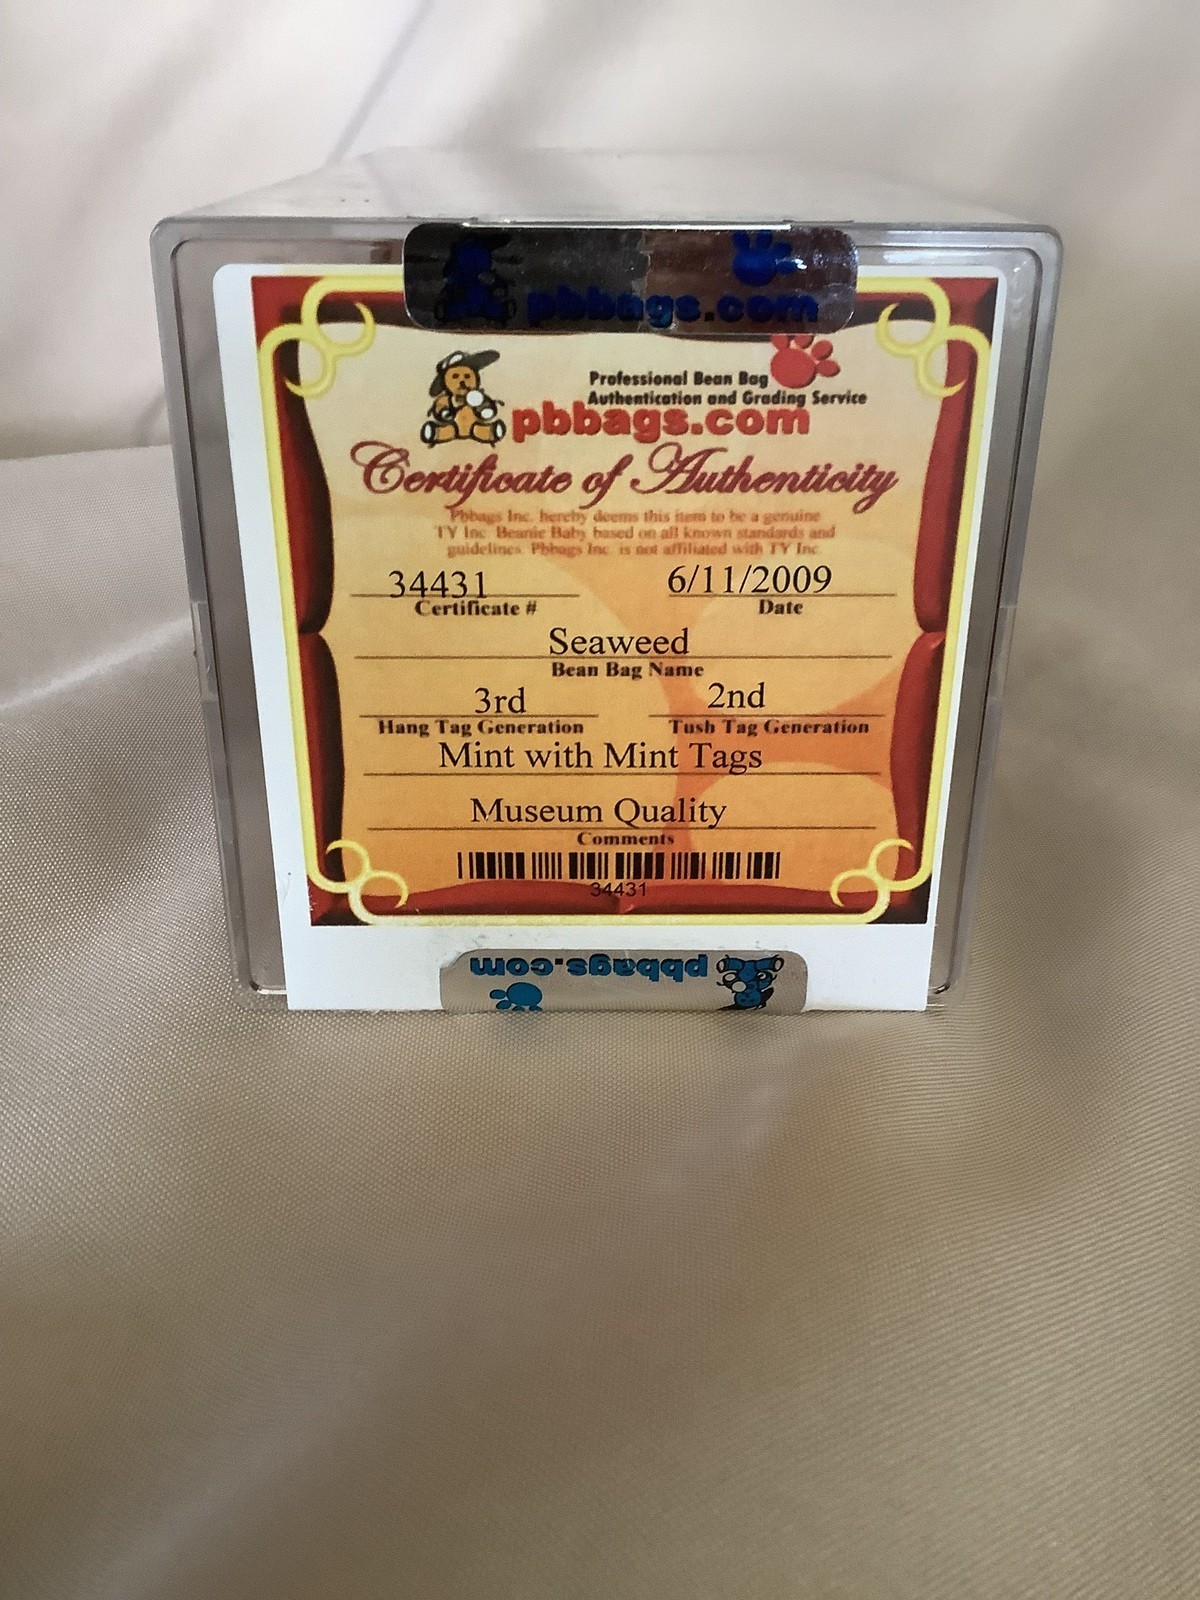 pbbags.com
Professional Bean Bag
Authentication and Grading Service
pbbags.com
Certificate of Authenticity
Pbbags Inc. hereby deems this item to be a genuine
TY Inc. Beanie Baby based on all known standards and
guidelines. Pbbags Inc. is not affiliated with TY Inc.
34431 6/11/2009
Certificate # Date
Seaweed
Bean Bag Name
3rd 2nd
Hang Tag Generation Tush Tag Generation
Mint with Mint Tags
Museum Quality
Comments
34431
pbbags.com